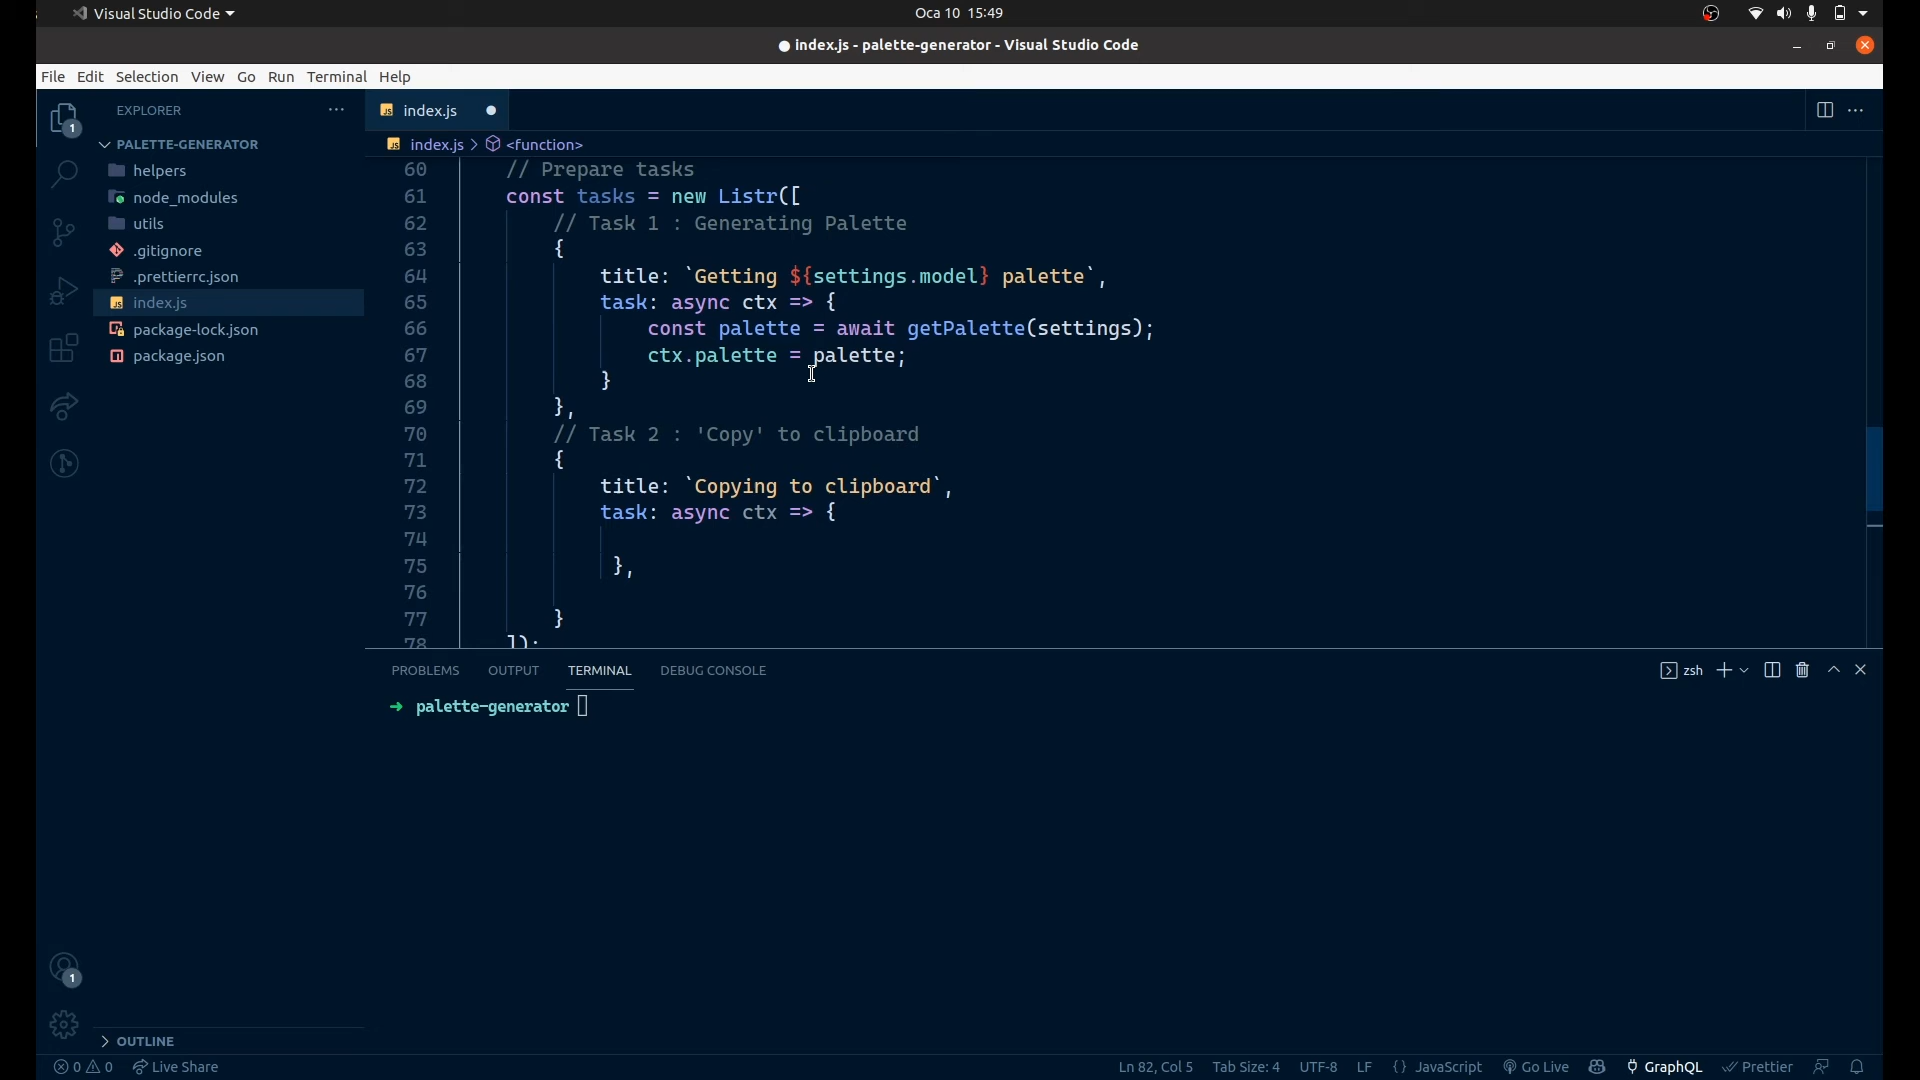 Visual Studio Code
Oca 10 15:49
index.js - palette-generator - Visual Studio Code
File Edit Selection View Go Run Terminal Help
EXPLORER
1
PALETTE-GENERATOR
helpers
node_modules
utils
.gitignore
.prettierrc.json
index.js
package-lock.json
package.json
index.js
index.js > <function>
60 // Prepare tasks
61 const tasks = new Listr([
62 // Task 1 : Generating Palette
63 {
64 title: `Getting ${settings.model} palette`,
65 task: async ctx => {
66 const palette = await getPalette(settings);
67 ctx.palette = palette;
68 }
69 },
70 // Task 2 : 'Copy' to clipboard
71 {
72 title: `Copying to clipboard`,
73 task: async ctx => {
74
75 },
76
77 }
78 ]);
PROBLEMS OUTPUT TERMINAL DEBUG CONSOLE
zsh
➜ palette-generator
1
OUTLINE
0 0 Live Share
Ln 82, Col 5 Tab Size: 4 UTF-8 LF {} JavaScript Go Live GraphQL Prettier